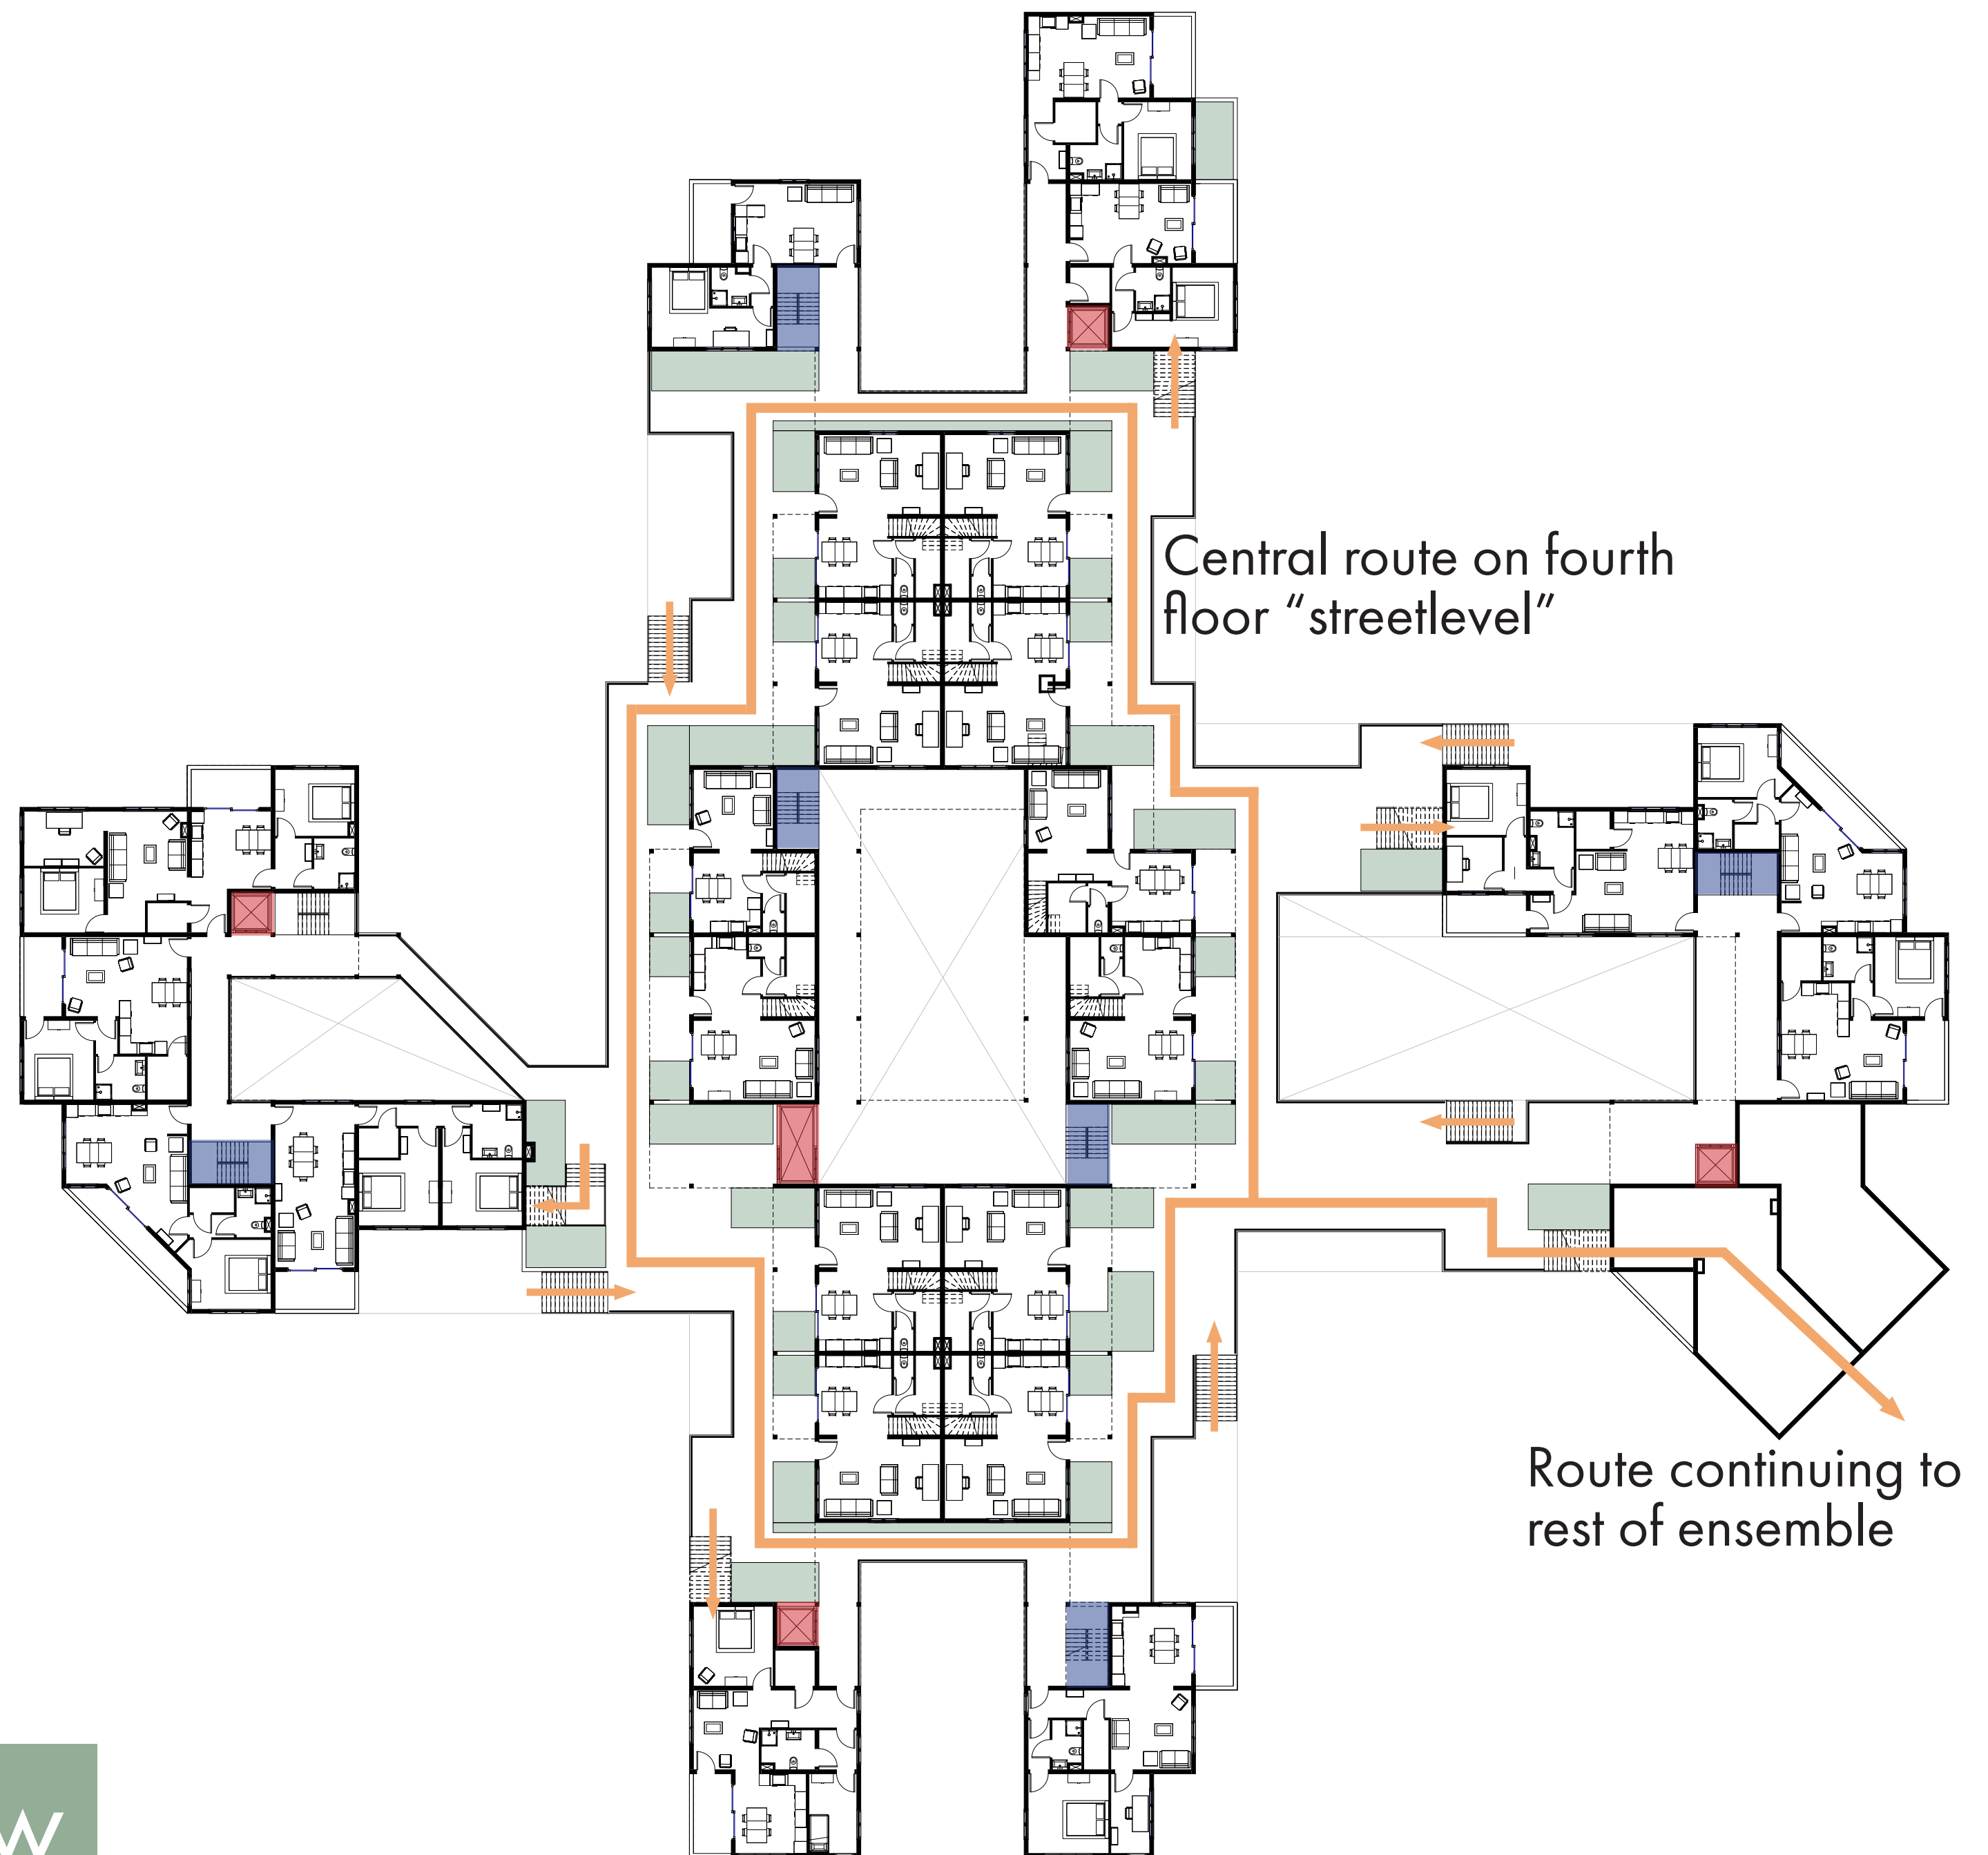 Central route on fourth
floor “streetlevel”
Route continuing to
rest of ensemble
w